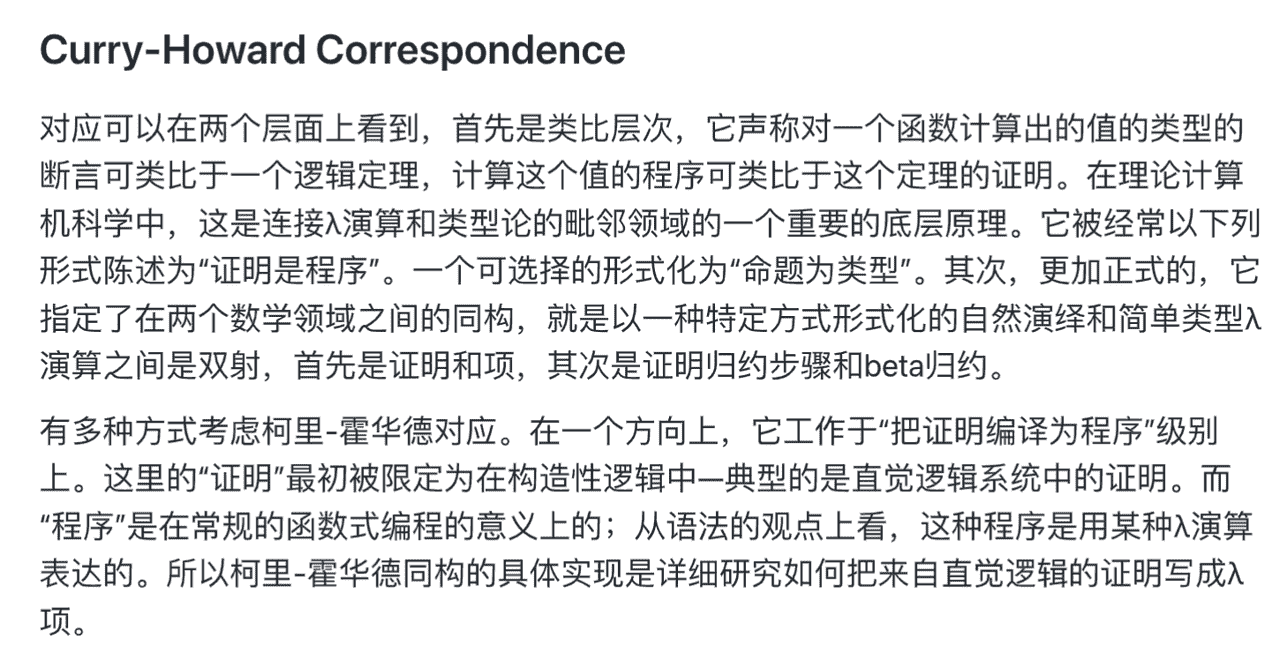 Curry-Howard Correspondence
对应可以在两个层面上看到，首先是类比层次，它声称对一个函数计算出的值的类型的
断言可类比于一个逻辑定理，计算这个值的程序可类比于这个定理的证明。在理论计算
机科学中，这是连接λ演算和类型论的毗邻领域的一个重要的底层原理。它被经常以下列
形式陈述为“证明是程序”。一个可选择的形式化为“命题为类型”。其次，更加正式的，它
指定了在两个数学领域之间的同构，就是以一种特定方式形式化的自然演绎和简单类型λ
演算之间是双射，首先是证明和项，其次是证明归约步骤和beta归约。
有多种方式考虑柯里-霍华德对应。在一个方向上，它工作于“把证明编译为程序”级别
上。这里的“证明”最初被限定为在构造性逻辑中—典型的是直觉逻辑系统中的证明。而
“程序”是在常规的函数式编程的意义上的；从语法的观点上看，这种程序是用某种λ演算
表达的。所以柯里-霍华德同构的具体实现是详细研究如何把来自直觉逻辑的证明写成λ
项。